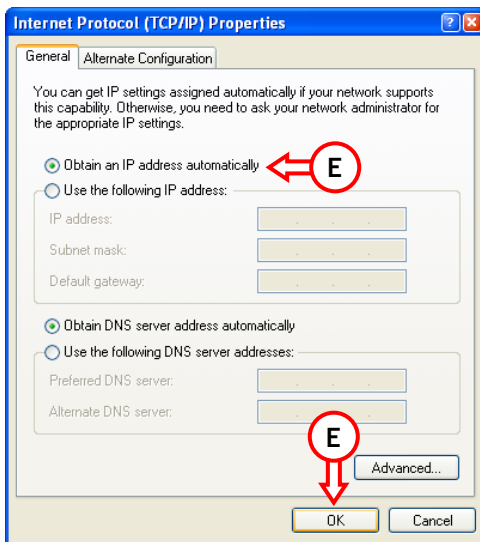 Internet Protocol (TCP/IP) Properties
General Alternate Configuration
You can get IP settings assigned automatically if your network supports
this capability. Otherwise, you need to ask your network administrator for
the appropriate IP settings.
Obtain an IP address automatically E
Use the following IP address:
IP address:
Subnet mask:
Default gateway:
Obtain DNS server address automatically
Use the following DNS server addresses:
Preferred DNS server:
Alternate DNS server:
E
Advanced...
OK Cancel